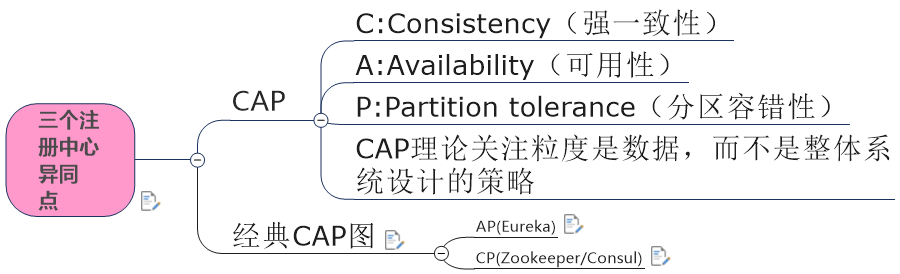 三个注
册中心
异同
点
CAP
C:Consistency（强一致性）
A:Availability（可用性）
P:Partition tolerance（分区容错性）
CAP理论关注粒度是数据，而不是整体系
统设计的策略
经典CAP图
AP(Eureka)
CP(Zookeeper/Consul)